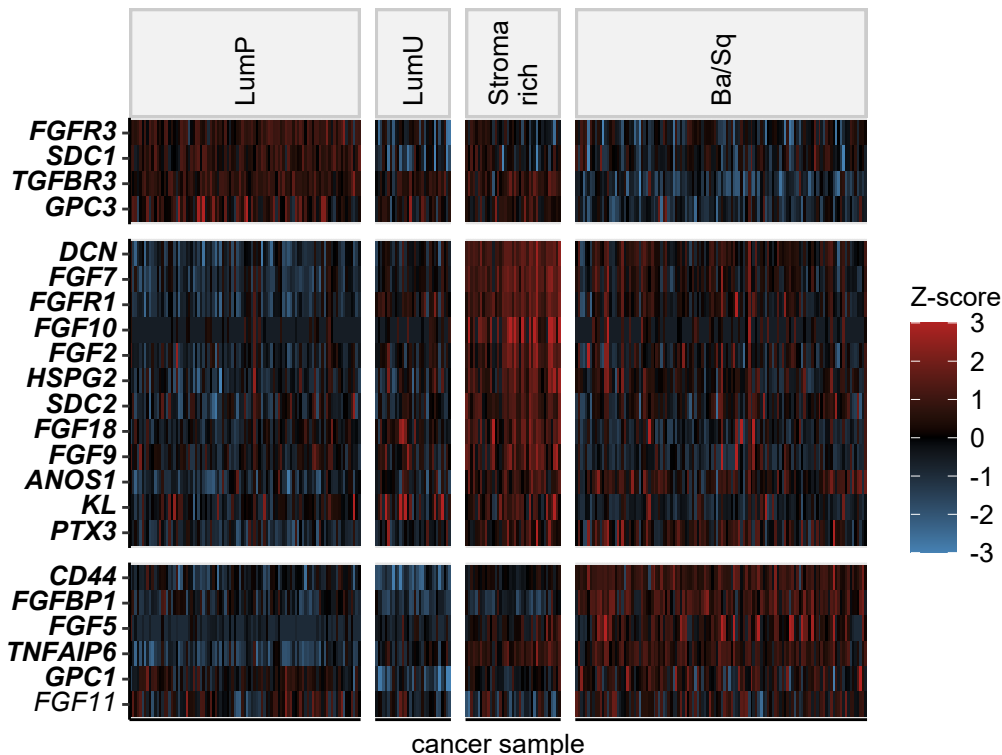 LumP
LumU
Stroma
rich
Ba/Sq
FGFR3
SDC1
TGFBR3
GPC3
DCN
FGF7
FGFR1
FGF10
FGF2
HSPG2
SDC2
FGF18
FGF9
ANOS1
KL
PTX3
CD44
FGFBP1
FGF5
TNFAIP6
GPC1
FGF11
cancer sample
Z-score
3
2
1
0
-1
-2
-3